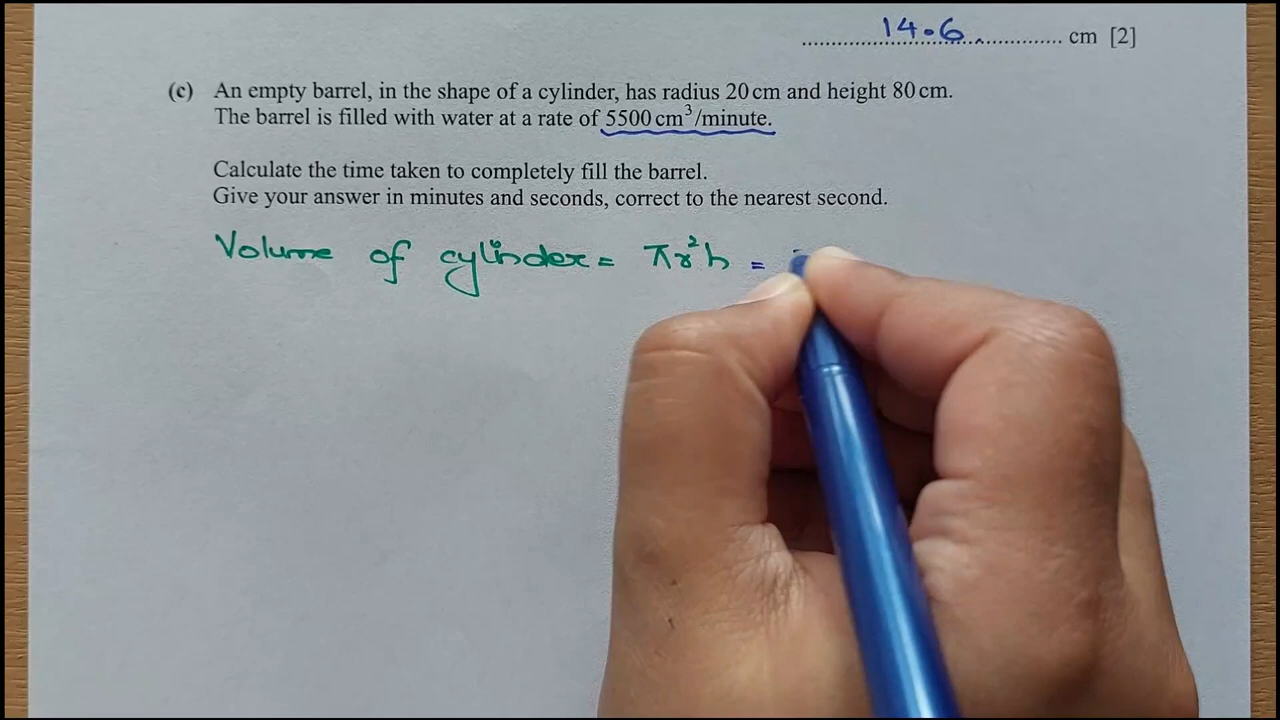 14.6 cm [2]
(c) An empty barrel, in the shape of a cylinder, has radius 20 cm and height 80 cm.
The barrel is filled with water at a rate of 5500 cm³/minute.
Calculate the time taken to completely fill the barrel.
Give your answer in minutes and seconds, correct to the nearest second.
Volume of cylinder = πr²h =